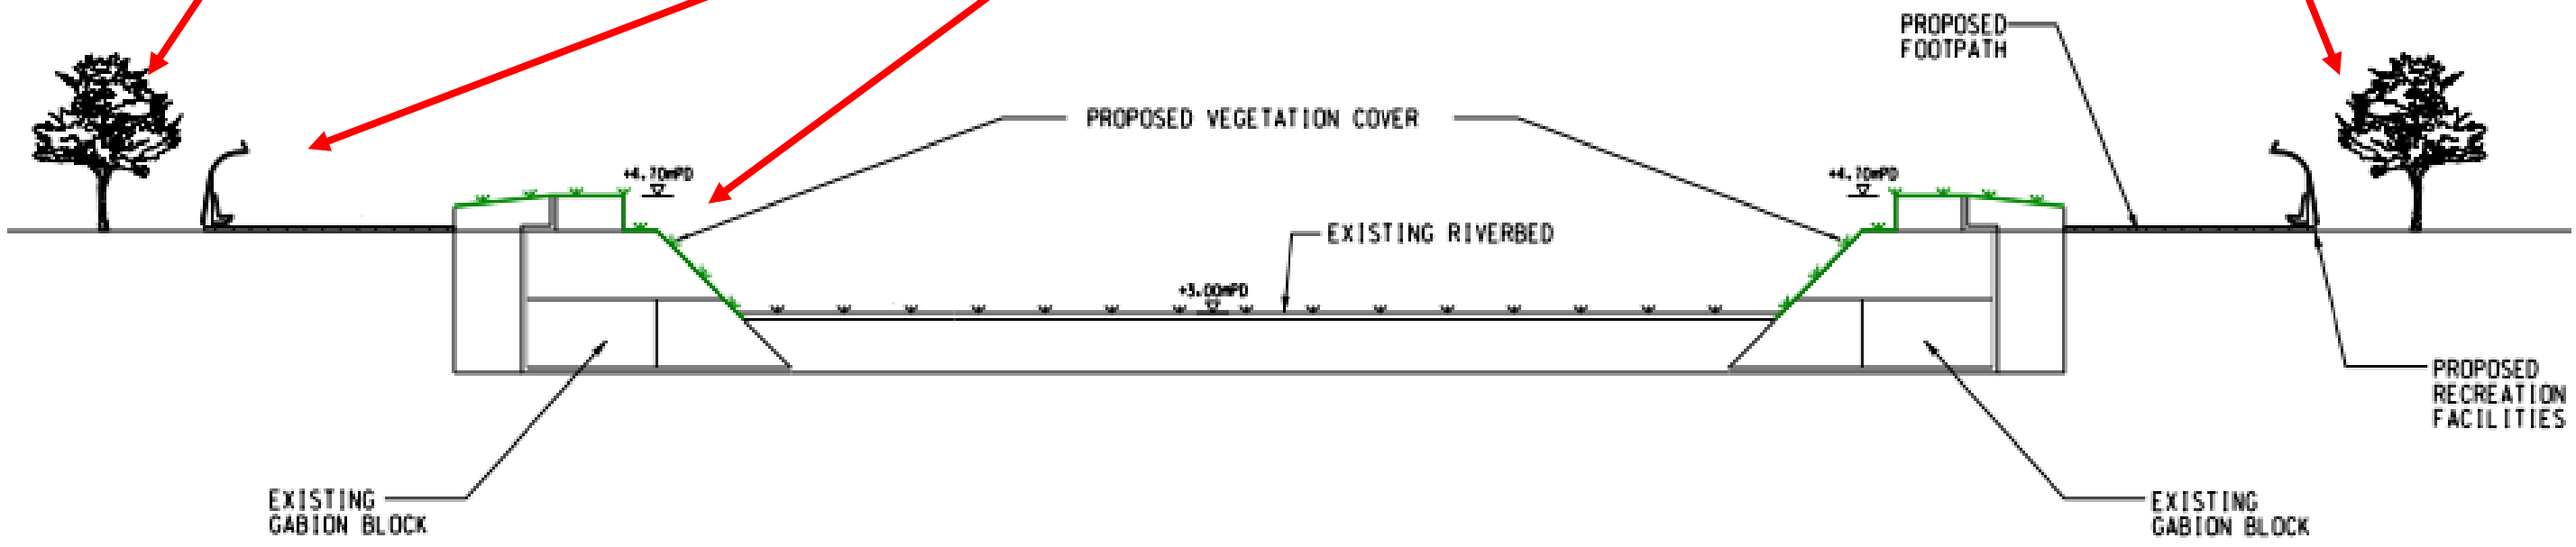 PROPOSED
FOOTPATH
PROPOSED VEGETATION COVER
+4.70mPD
+4.70mPD
EXISTING RIVERBED
+3.00mPD
PROPOSED
RECREATION
FACILITIES
EXISTING
GABION BLOCK
EXISTING
GABION BLOCK